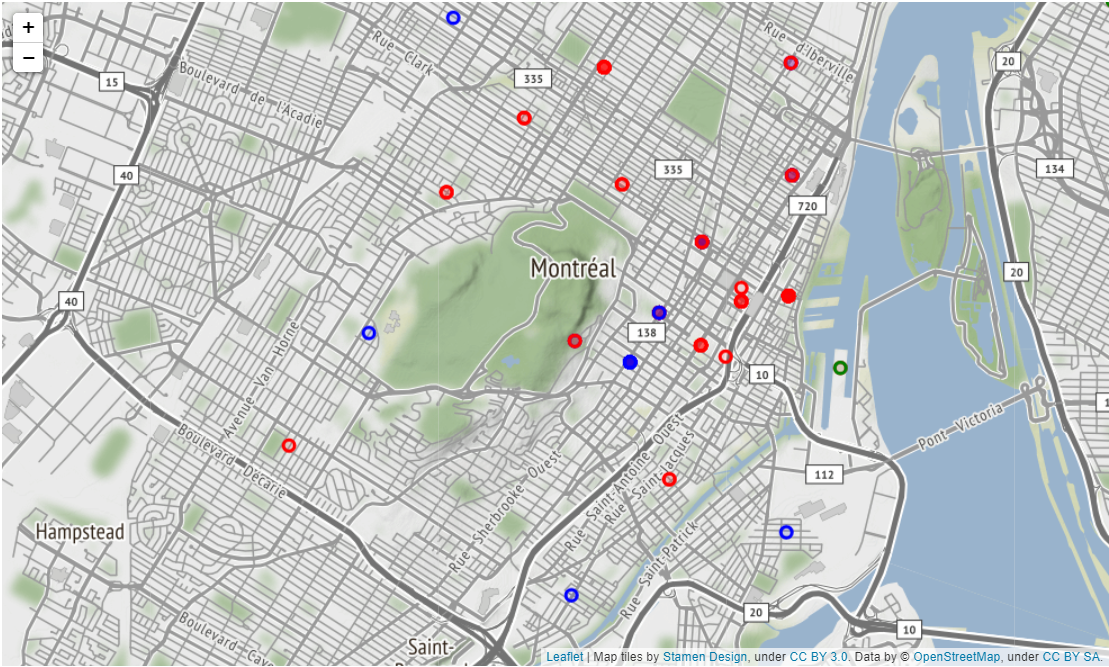 +
−
Rue Clark
Rue d'Iberville
335
20
15
Boulevard de l'Acadie
40
335
134
720
Montréal
20
40
138
10
Avenue Van Horne
Pont Victoria
Boulevard Décarie
112
Rue Sherbrooke Ouest
Rue Saint-Antoine Ouest
Rue Saint-Jacques
Hampstead
Rue Saint-Patrick
20
10
Boulevard Cave
Saint-
Leaflet | Map tiles by Stamen Design, under CC BY 3.0. Data by © OpenStreetMap, under CC BY SA.